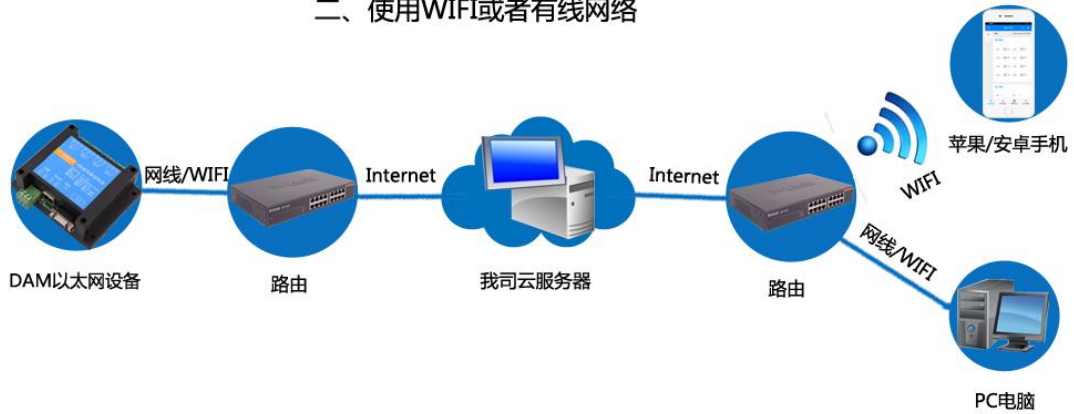 二、使用WIFI或者有线网络
网线/WIFI
Internet
Internet
WIFI
苹果/安卓手机
网线/WIFI
DAM以太网设备
路由
我司云服务器
路由
PC电脑